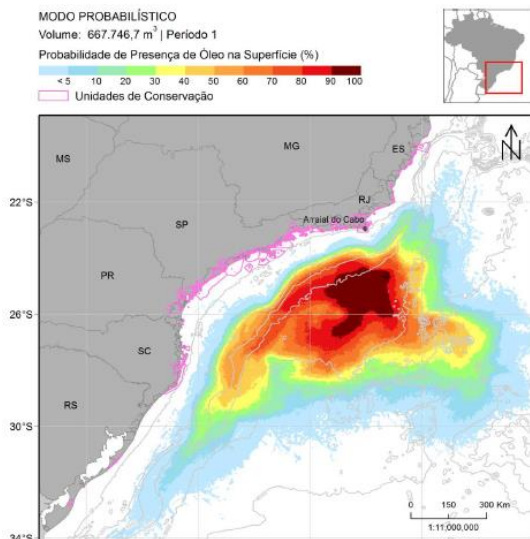 MODO PROBABILÍSTICO
Volume: 667.746,7 m³ | Período 1
Probabilidade de Presença de Óleo na Superfície (%)
< 5 10 20 30 40 50 60 70 80 90 100
Unidades de Conservação
N
MS
MG
ES
RJ
22°S
Arraial do Cabo
SP
PR
26°S
SC
RS
30°S
0 150 300 Km
1:11,000,000
34°S